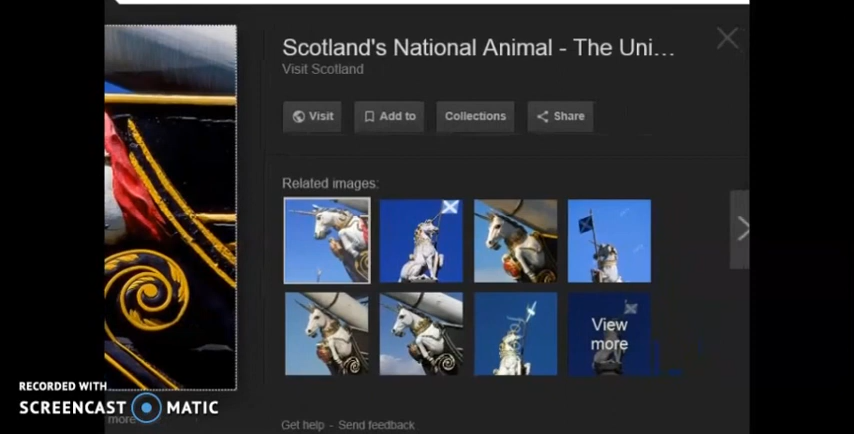 Scotland's National Animal - The Uni...
Visit Scotland
Visit
Add to
Collections
Share
Related images:
View more
RECORDED WITH
SCREENCAST MATIC
more
Get help - Send feedback